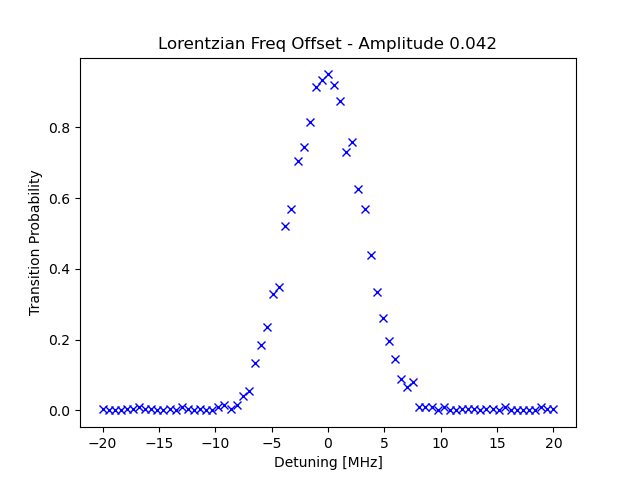 Lorentzian Freq Offset - Amplitude 0.042
Transition Probability
0.8
0.6
0.4
0.2
0.0
−20 −15 −10 −5 0 5 10 15 20
Detuning [MHz]